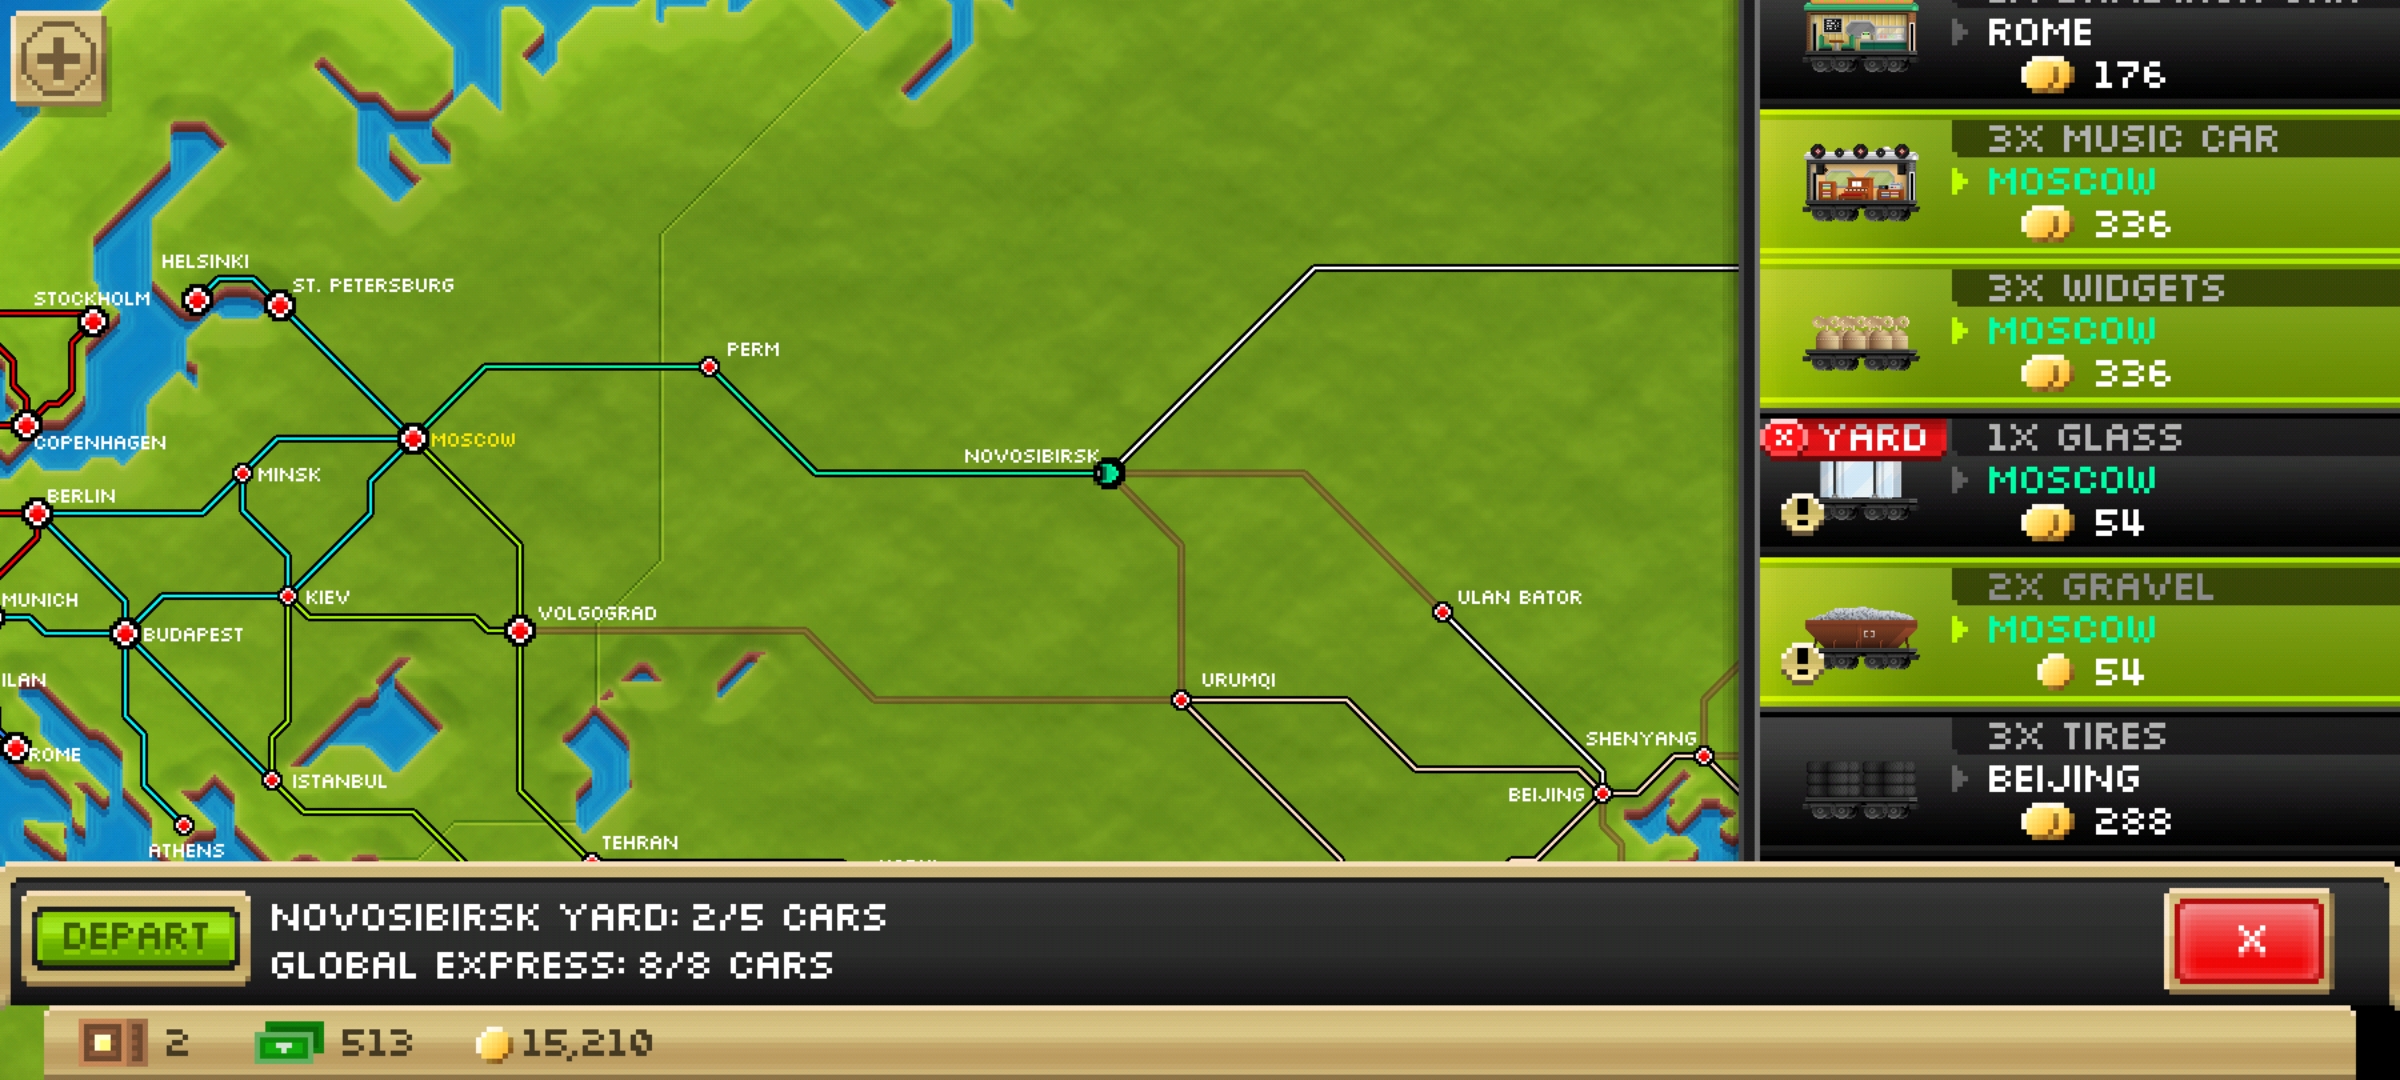 ROME
176
3X MUSIC CAR
MOSCOW
336
3X WIDGETS
MOSCOW
336
YARD
1X GLASS
MOSCOW
54
2X GRAVEL
MOSCOW
54
3X TIRES
BEIJING
288
HELSINKI
ST. PETERSBURG
STOCKHOLM
PERM
COPENHAGEN
MOSCOW
NOVOSIBIRSK
MINSK
BERLIN
MUNICH
KIEV
ULAN BATOR
VOLGOGRAD
BUDAPEST
ILAN
URUMQI
ROME
SHENYANG
ISTANBUL
BEIJING
ATHENS
TEHRAN
DEPART
NOVOSIBIRSK YARD: 2/5 CARS
GLOBAL EXPRESS: 8/8 CARS
X
2
513
15,210